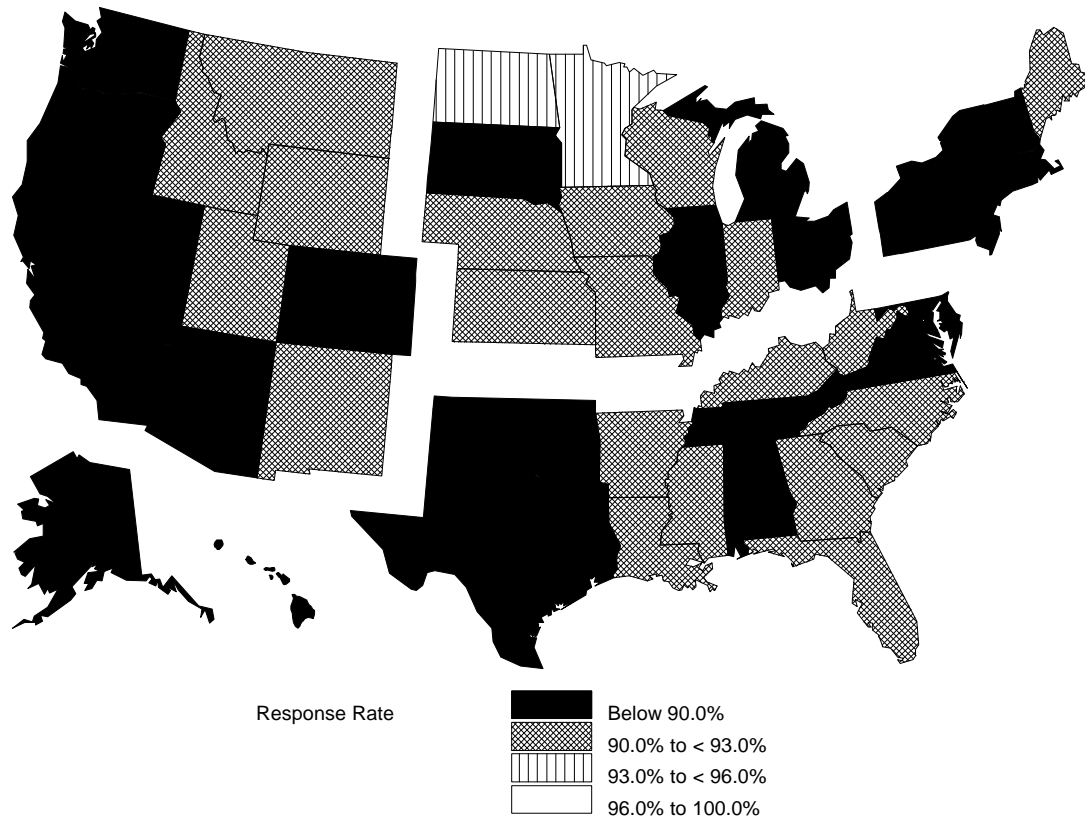 Response Rate
Below 90.0%
90.0% to < 93.0%
93.0% to < 96.0%
96.0% to 100.0%